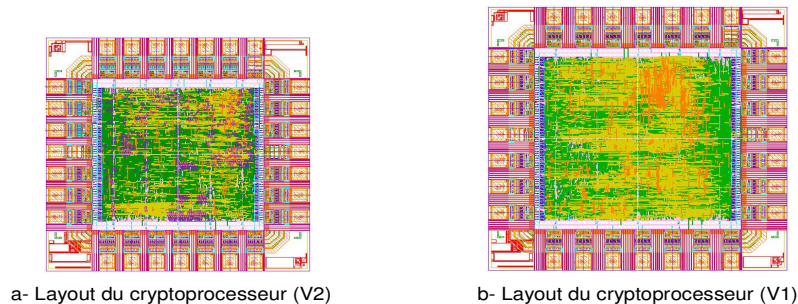 a- Layout du cryptoprocesseur (V2)
b- Layout du cryptoprocesseur (V1)